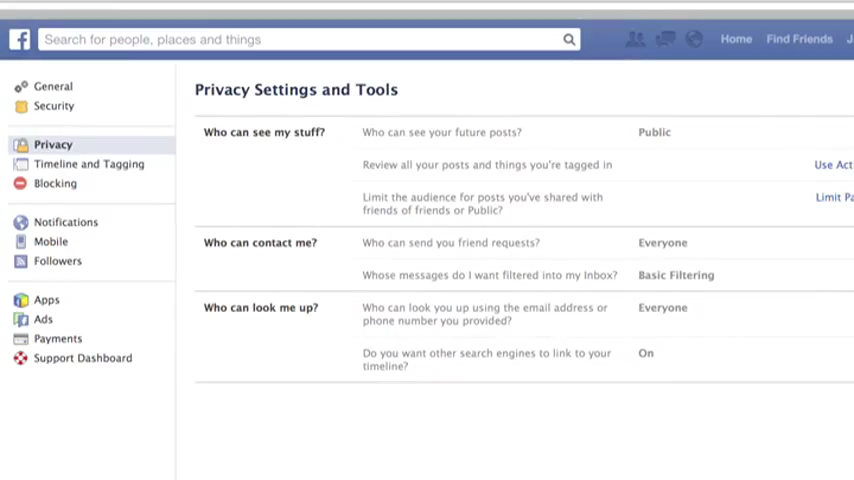 f
Search for people, places and things
Home
Find Friends
General
Security
Privacy
Timeline and Tagging
Blocking
Notifications
Mobile
Followers
Apps
Ads
Payments
Support Dashboard
Privacy Settings and Tools
Who can see my stuff?
Who can see your future posts?
Public
Review all your posts and things you're tagged in
Use Act
Limit the audience for posts you've shared with
friends of friends or Public?
Limit Pa
Who can contact me?
Who can send you friend requests?
Everyone
Whose messages do I want filtered into my Inbox?
Basic Filtering
Who can look me up?
Who can look you up using the email address or
phone number you provided?
Everyone
Do you want other search engines to link to your
timeline?
On